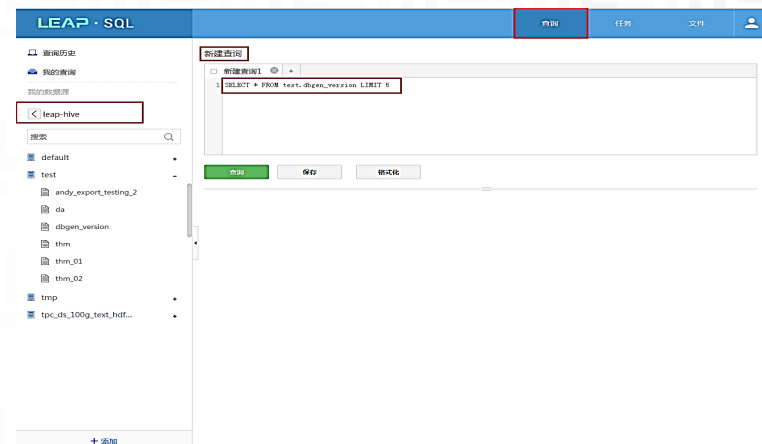 LEAP · SQL
查询 任务 文件
查询历史
我的查询
我的数据源
leap-hive
搜索
default
test
andy_export_testing_2
da
dbgen_version
thm
thm_01
thm_02
tmp
tpc_ds_100g_text_hdf...
+ 添加
新建查询
新建查询1 +
1 SELECT * FROM test.dbgen_version LIMIT 5
查询 保存 格式化